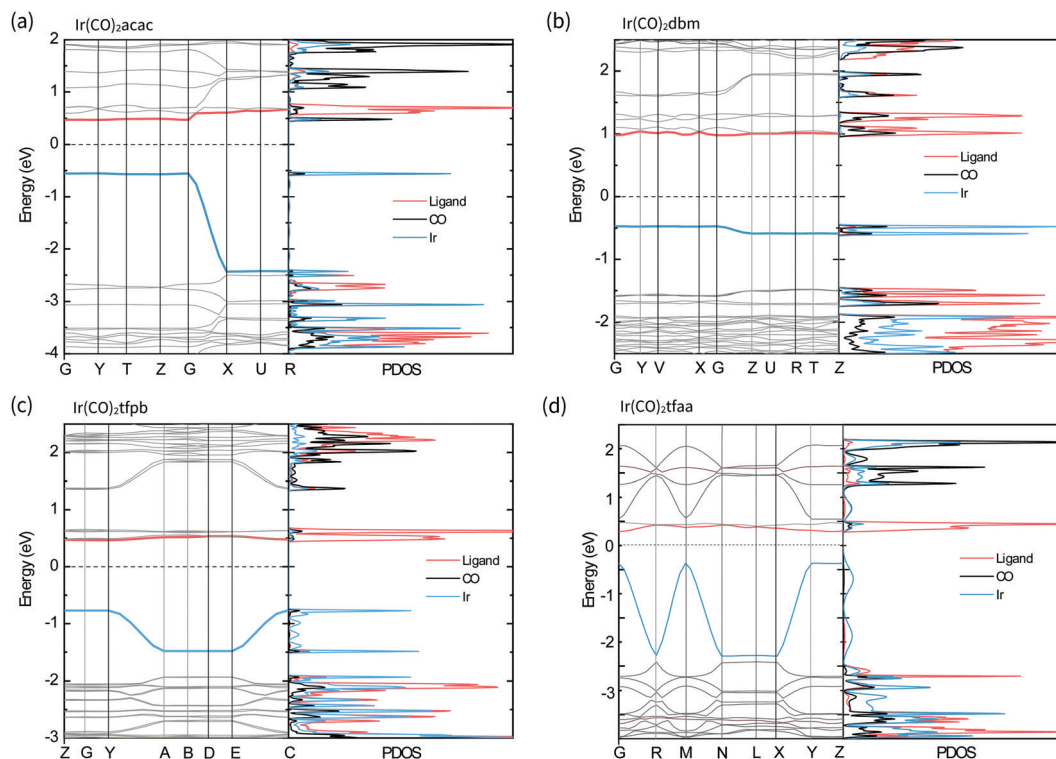 (a) Ir(CO)₂acac
Energy (eV)
2
1
0
-1
-2
-3
-4
Ligand
CO
Ir
G Y T Z G X U R PDOS
(b) Ir(CO)₂dbm
Energy (eV)
2
1
0
-1
-2
Ligand
CO
Ir
G Y V X G Z U R T Z PDOS
(c) Ir(CO)₂tfpb
Energy (eV)
2
1
0
-1
-2
-3
Ligand
CO
Ir
Z G Y A B D E C PDOS
(d) Ir(CO)₂tfaa
Energy (eV)
2
1
0
-1
-2
-3
Ligand
CO
Ir
G R M N L X Y Z PDOS